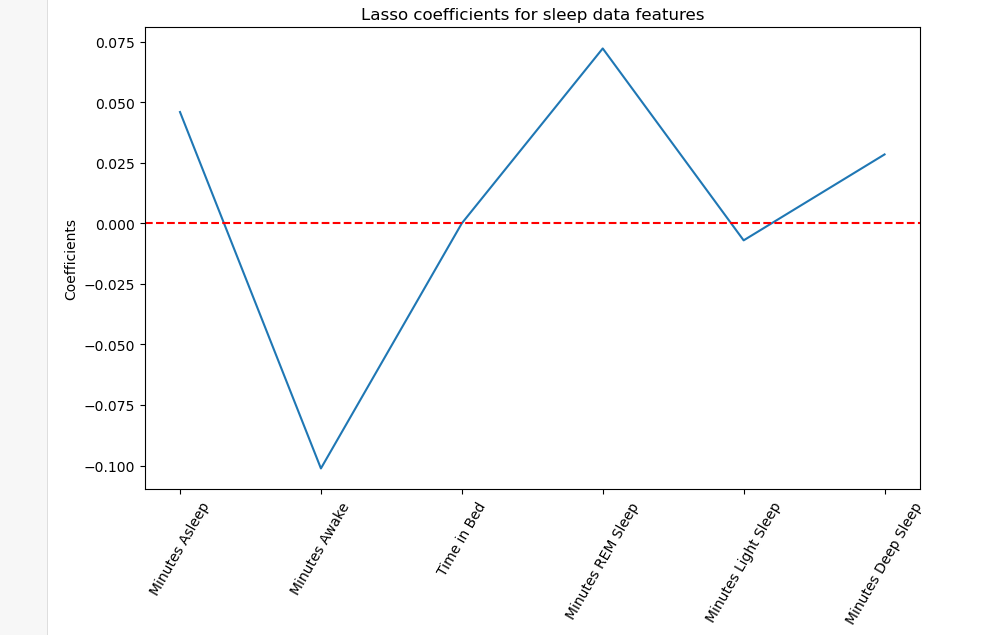 Lasso coefficients for sleep data features
Coefficients
0.075
0.050
0.025
0.000
−0.025
−0.050
−0.075
−0.100
Minutes Asleep
Minutes Awake
Time in Bed
Minutes REM Sleep
Minutes Light Sleep
Minutes Deep Sleep